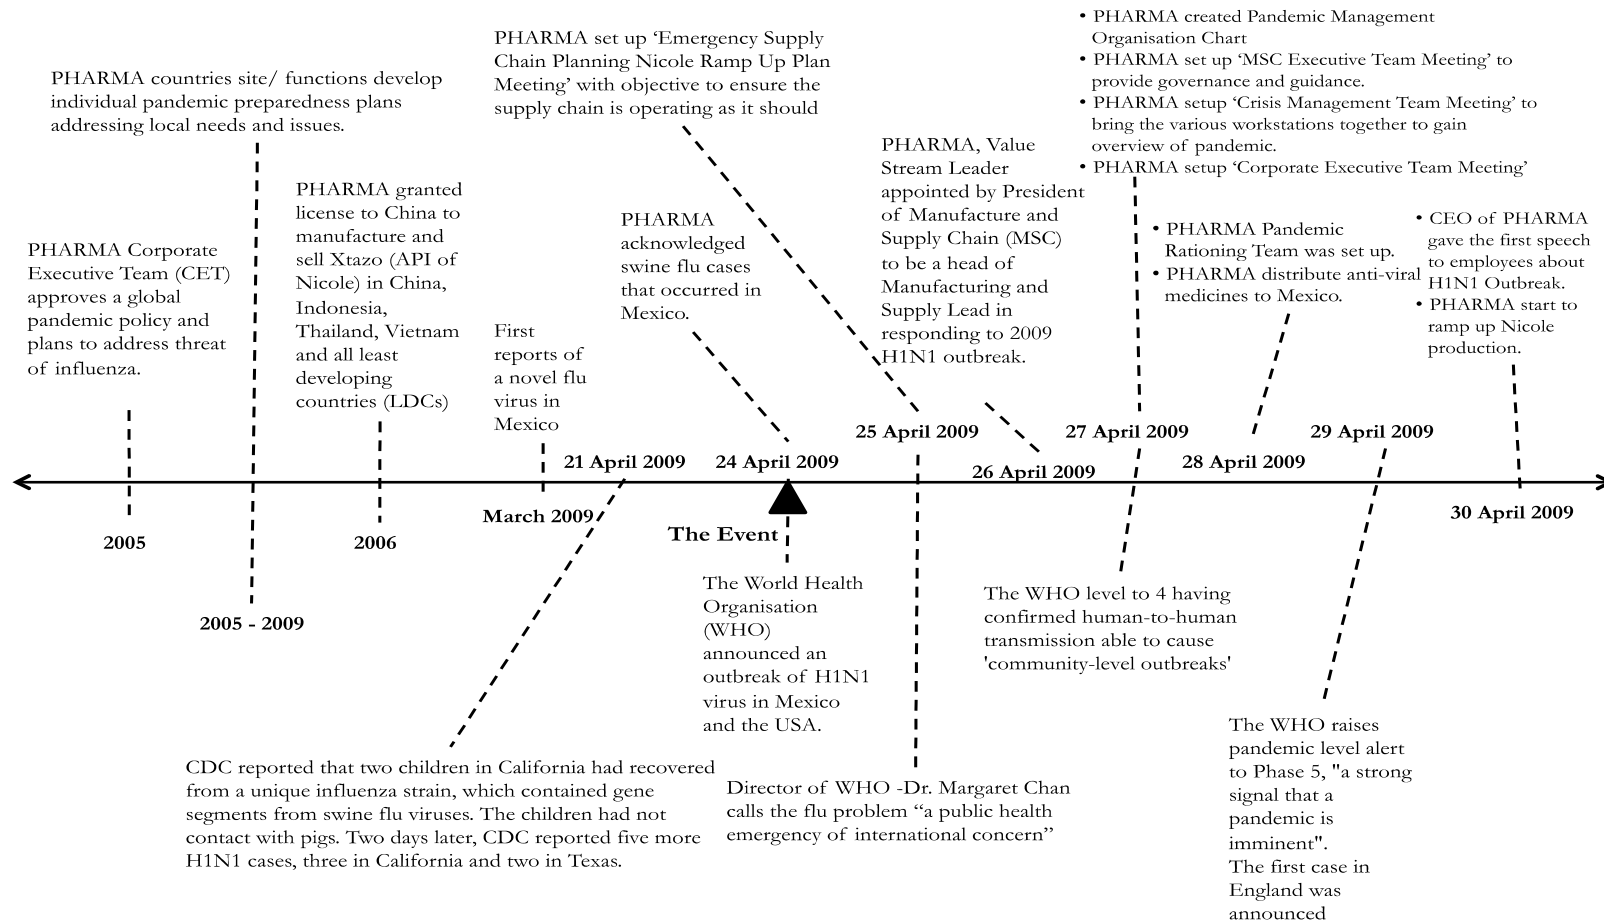 PHARMA countries site/ functions develop
individual pandemic preparedness plans
addressing local needs and issues.
PHARMA set up ‘Emergency Supply
Chain Planning Nicole Ramp Up Plan
Meeting’ with objective to ensure the
supply chain is operating as it should
• PHARMA created Pandemic Management
Organisation Chart
• PHARMA set up ‘MSC Executive Team Meeting’ to
provide governance and guidance.
• PHARMA setup ‘Crisis Management Team Meeting’ to
bring the various workstations together to gain
overview of pandemic.
• PHARMA setup ‘Corporate Executive Team Meeting’
PHARMA Corporate
Executive Team (CET)
approves a global
pandemic policy and
plans to address threat
of influenza.
PHARMA granted
license to China to
manufacture and
sell Xtazo (API of
Nicole) in China,
Indonesia,
Thailand, Vietnam
and all least
developing
countries (LDCs)
First
reports of
a novel flu
virus in
Mexico
PHARMA
acknowledged
swine flu cases
that occurred in
Mexico.
PHARMA, Value
Stream Leader
appointed by President
of Manufacture and
Supply Chain (MSC)
to be a head of
Manufacturing and
Supply Lead in
responding to 2009
H1N1 outbreak.
• PHARMA Pandemic
Rationing Team was set up.
• PHARMA distribute anti-viral
medicines to Mexico.
• CEO of PHARMA
gave the first speech
to employees about
H1N1 Outbreak.
• PHARMA start to
ramp up Nicole
production.
2005
2005 - 2009
2006
March 2009
21 April 2009
24 April 2009
The Event
25 April 2009
26 April 2009
27 April 2009
28 April 2009
29 April 2009
30 April 2009
CDC reported that two children in California had recovered
from a unique influenza strain, which contained gene
segments from swine flu viruses. The children had not
contact with pigs. Two days later, CDC reported five more
H1N1 cases, three in California and two in Texas.
The World Health
Organisation
(WHO)
announced an
outbreak of H1N1
virus in Mexico
and the USA.
Director of WHO -Dr. Margaret Chan
calls the flu problem “a public health
emergency of international concern”
The WHO level to 4 having
confirmed human-to-human
transmission able to cause
'community-level outbreaks'
The WHO raises
pandemic level alert
to Phase 5, "a strong
signal that a
pandemic is
imminent".
The first case in
England was
announced